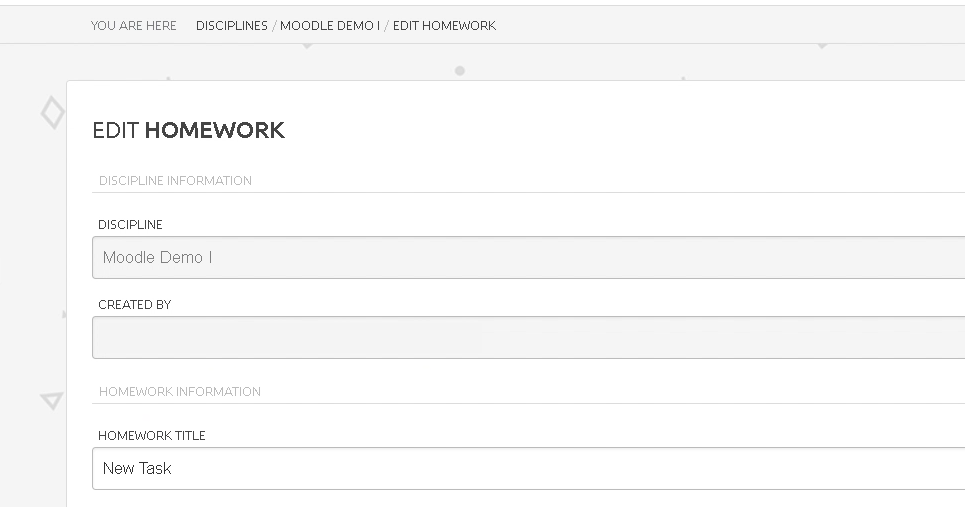 YOU ARE HERE DISCIPLINES / MOODLE DEMO I / EDIT HOMEWORK
EDIT HOMEWORK
DISCIPLINE INFORMATION
DISCIPLINE
Moodle Demo I
CREATED BY
HOMEWORK INFORMATION
HOMEWORK TITLE
New Task